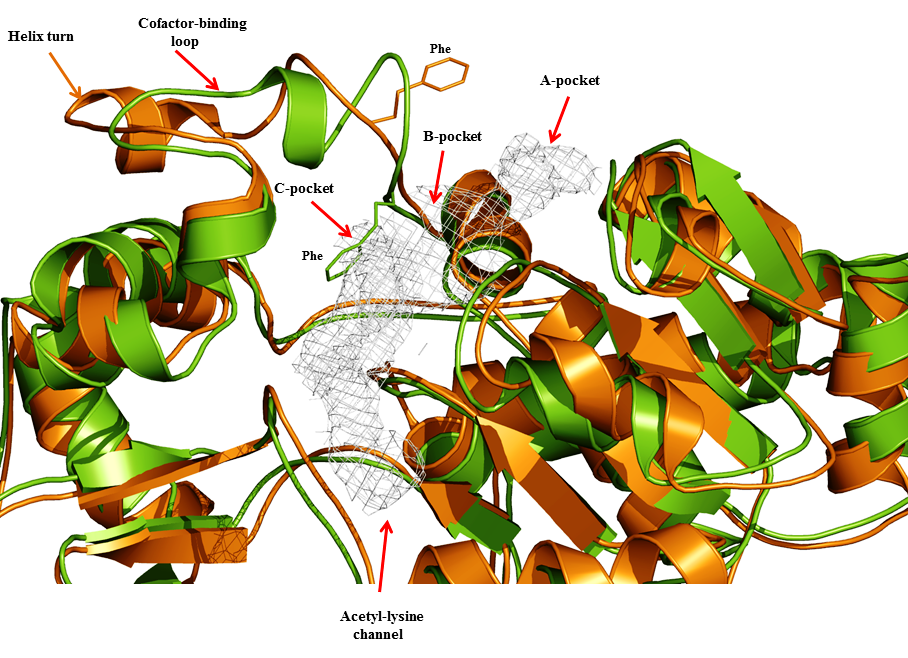 Cofactor-binding
loop
Helix turn
Phe
A-pocket
B-pocket
C-pocket
Phe
Acetyl-lysine
channel